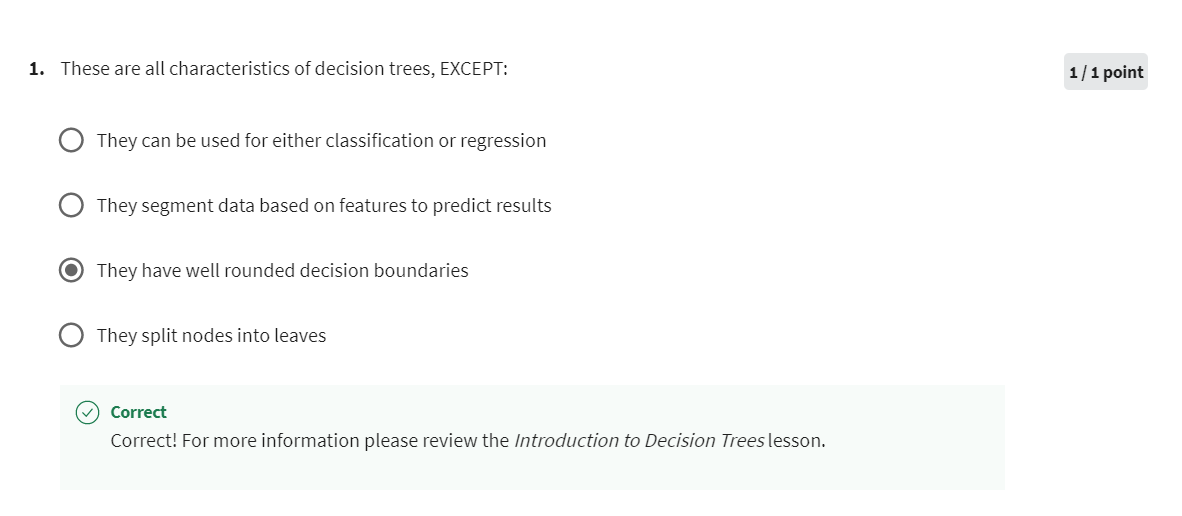 1. These are all characteristics of decision trees, EXCEPT:
1 / 1 point
They can be used for either classification or regression
They segment data based on features to predict results
They have well rounded decision boundaries
They split nodes into leaves
Correct
Correct! For more information please review the Introduction to Decision Trees lesson.